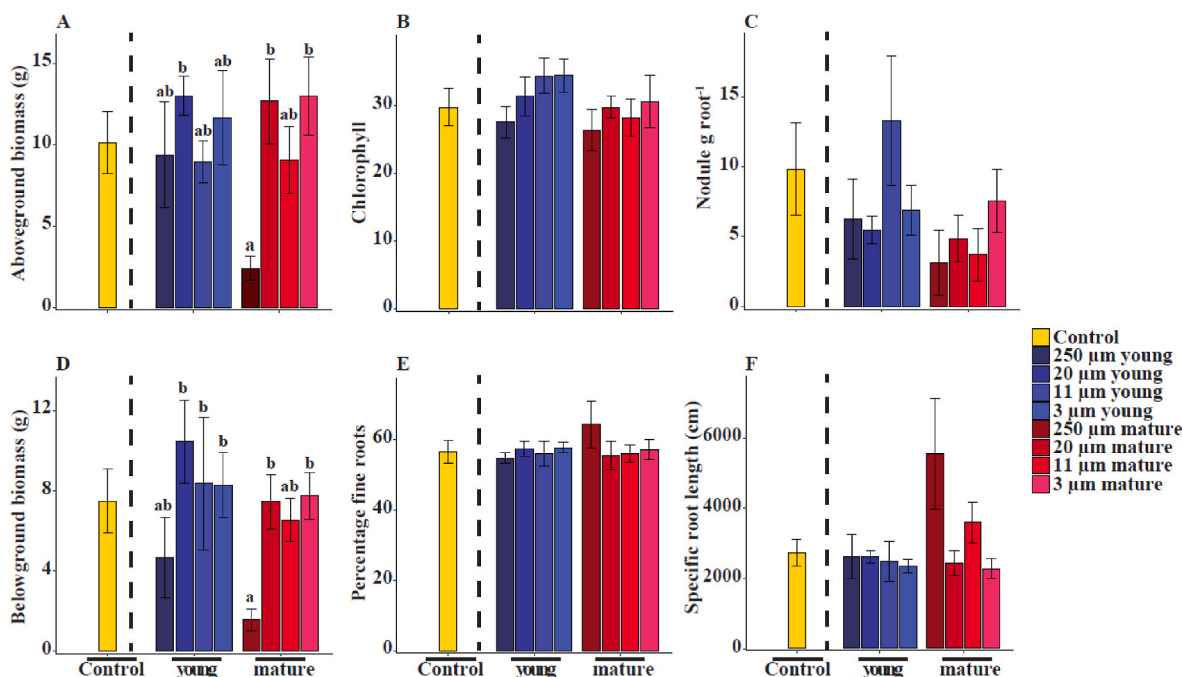 A
Aboveground biomass (g)
15
10
5
0
ab
b
ab
ab
a
b
ab
b
B
Chlorophyll
30
20
10
0
C
Nodule g root⁻¹
15
10
5
0
D
Belowground biomass (g)
12
8
4
0
ab
b
b
b
a
b
ab
b
Control
young
mature
E
Percentage fine roots
60
40
20
0
Control
young
mature
F
Specific root length (cm)
6000
4000
2000
0
Control
young
mature
Control
250 µm young
20 µm young
11 µm young
3 µm young
250 µm mature
20 µm mature
11 µm mature
3 µm mature